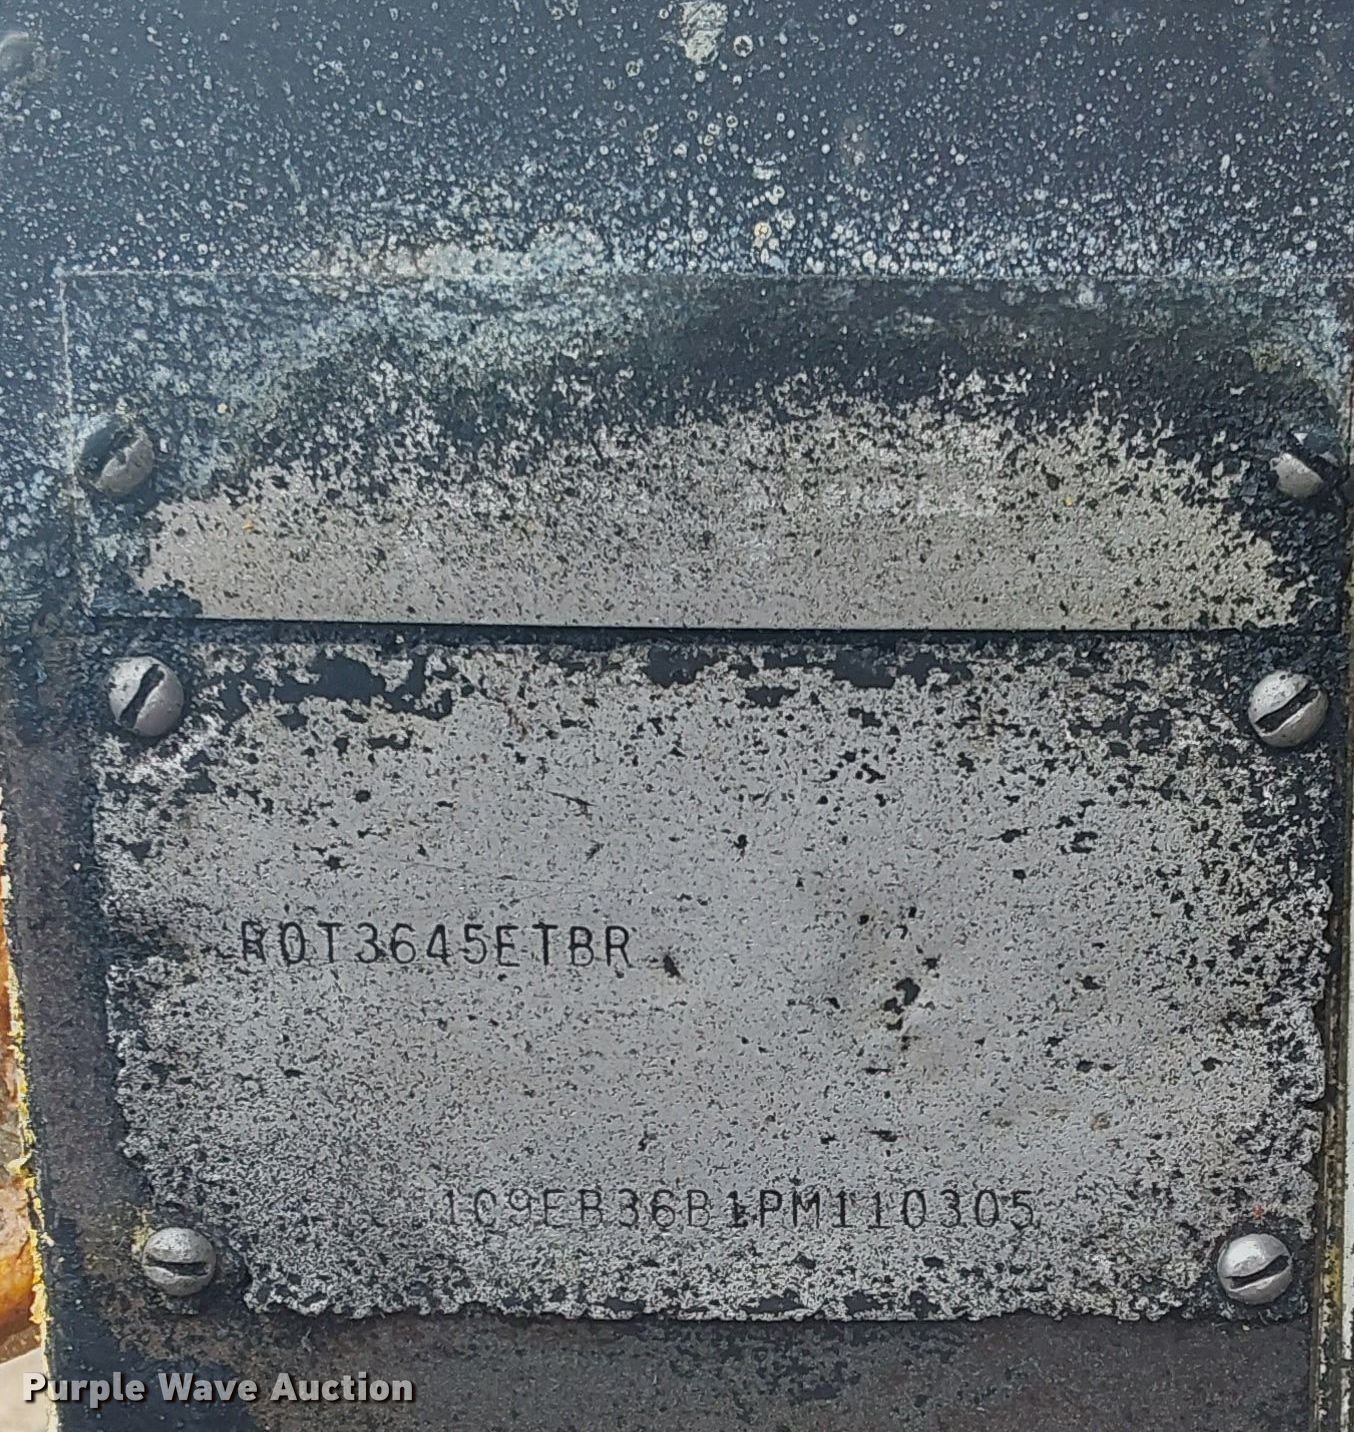 RDT3645ETBR
1C9EB36B1PM110305
Purple Wave Auction